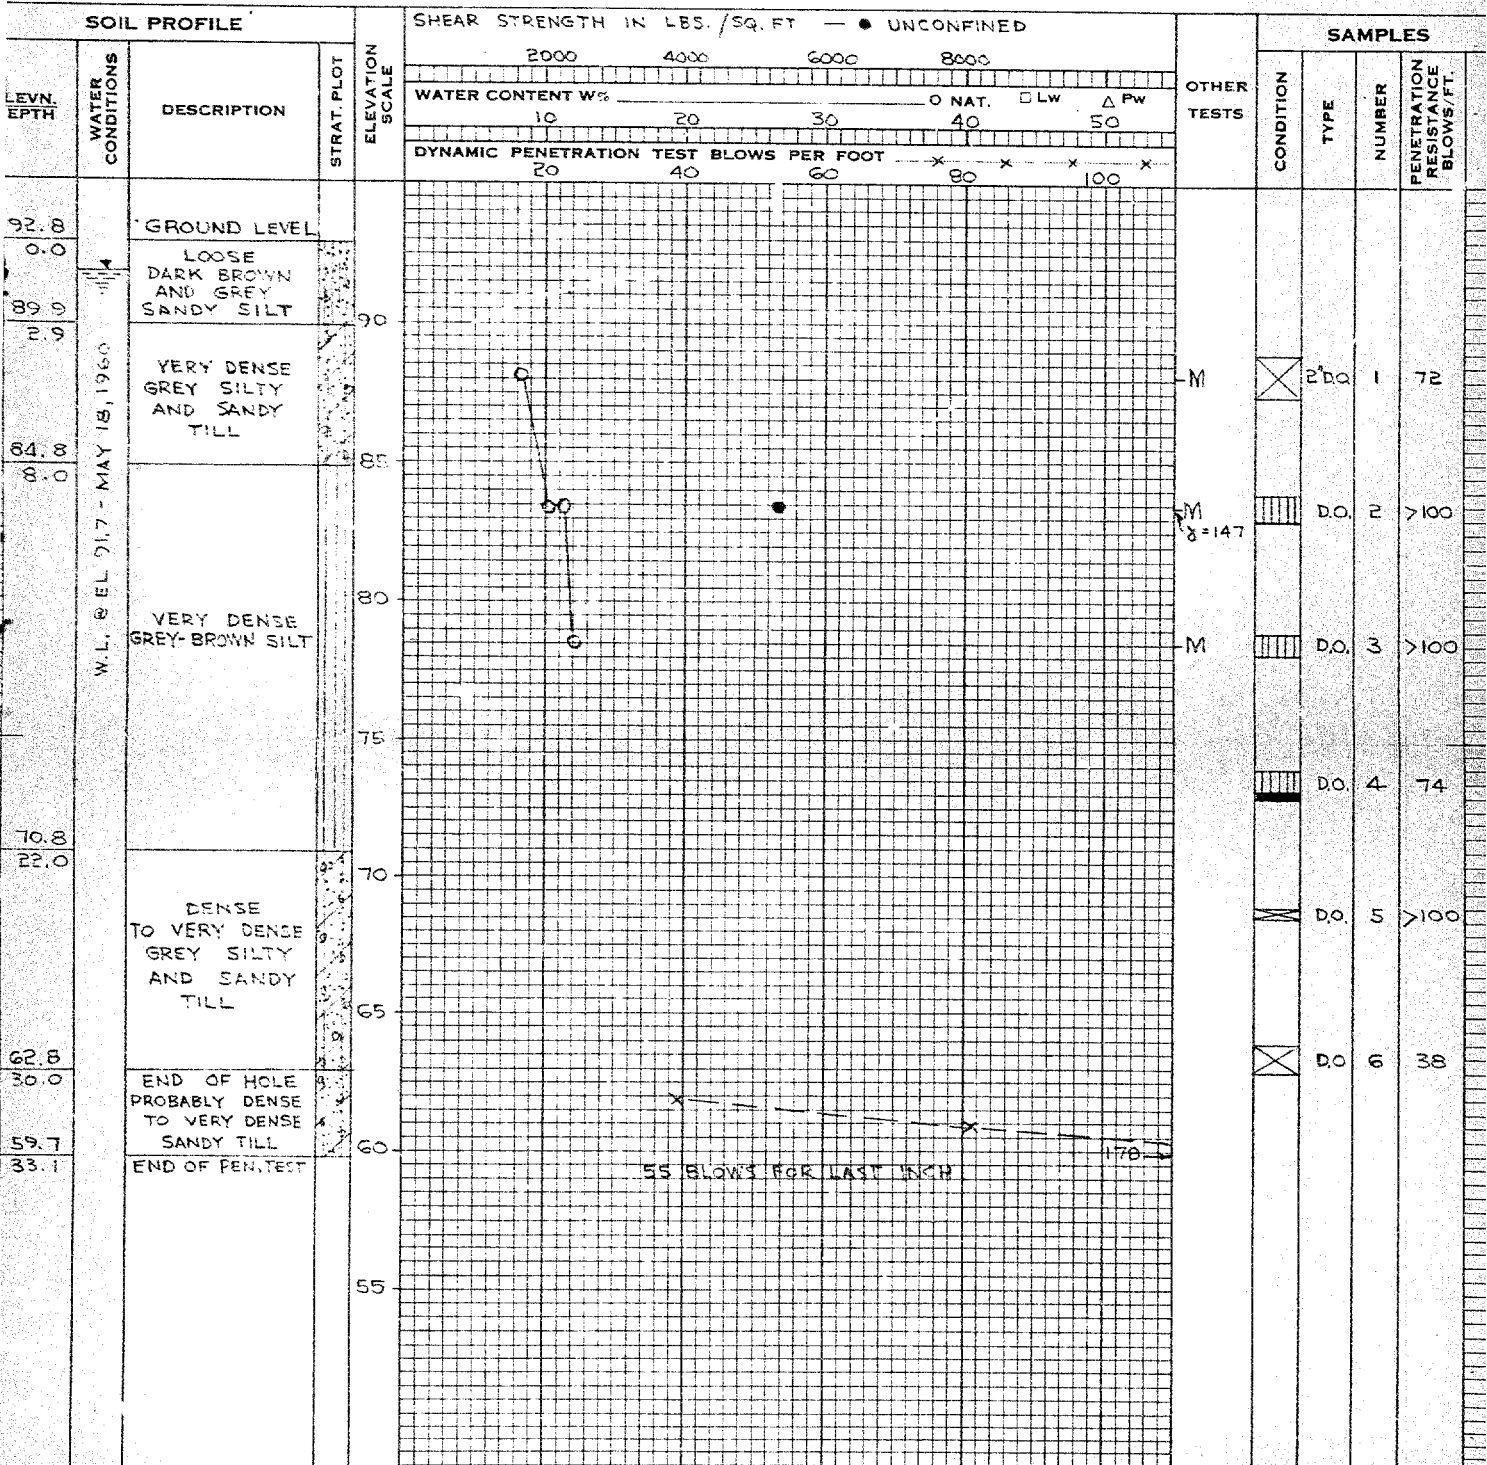 SOIL PROFILE
LEVN.
EPTH
WATER CONDITIONS
DESCRIPTION
STRAT. PLOT
ELEVATION SCALE
SHEAR STRENGTH IN LBS./SQ. FT — ● UNCONFINED
2000 4000 6000 8000
WATER CONTENT W% O NAT. □ LW △ PW
10 20 30 40 50
DYNAMIC PENETRATION TEST BLOWS PER FOOT × × × ×
20 40 60 80 100
OTHER TESTS
SAMPLES
CONDITION
TYPE
NUMBER
PENETRATION RESISTANCE BLOWS/FT.
92.8
0.0
GROUND LEVEL
LOOSE
DARK BROWN
AND GREY
SANDY SILT
89.9
2.9
90
VERY DENSE
GREY SILTY
AND SANDY
TILL
M 2"D.O. 1 72
84.8
8.0
85
W.L. @ EL 91.7 - MAY 18, 1960
M D.O. 2 >100
γ=147
80
VERY DENSE
GREY-BROWN SILT
M D.O. 3 >100
75
D.O. 4 74
70.8
22.0
70
DENSE
TO VERY DENSE
GREY SILTY
AND SANDY
TILL
D.O. 5 >100
65
62.8
30.0
D.O 6 38
END OF HOLE
PROBABLY DENSE
TO VERY DENSE
SANDY TILL
59.7
33.1
60
178
END OF PEN. TEST
55 BLOWS FOR LAST INCH
55